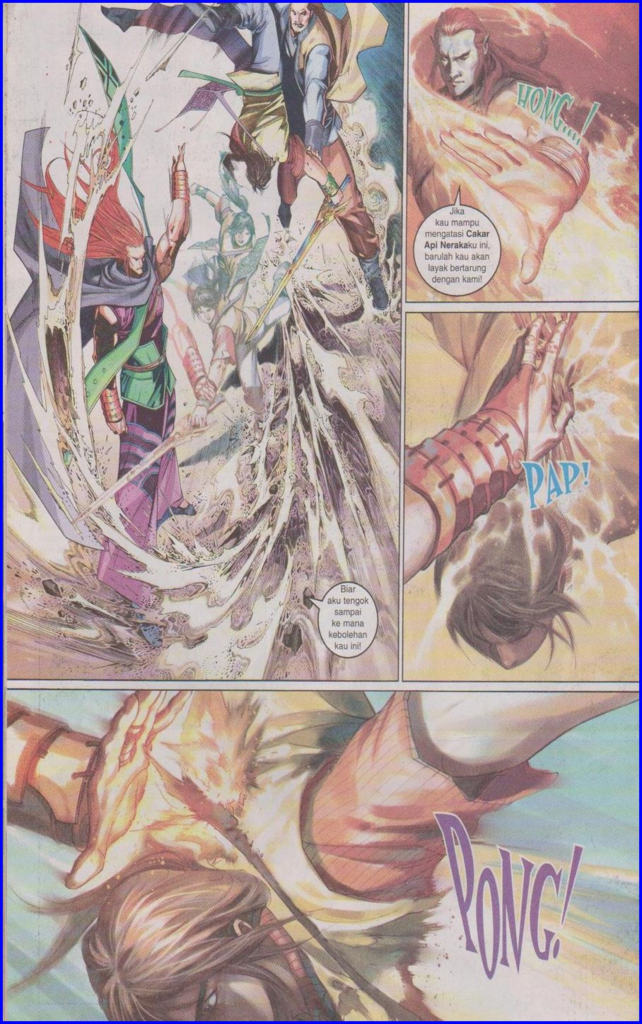 Biar
aku tengok
sampai
ke mana
kebolehan
kau ini!
HONG....!
Jika
kau mampu
mengatasi Cakar
Api Nerakaku ini,
barulah kau akan
layak bertarung
dengan kami!
PAP!
PONG!